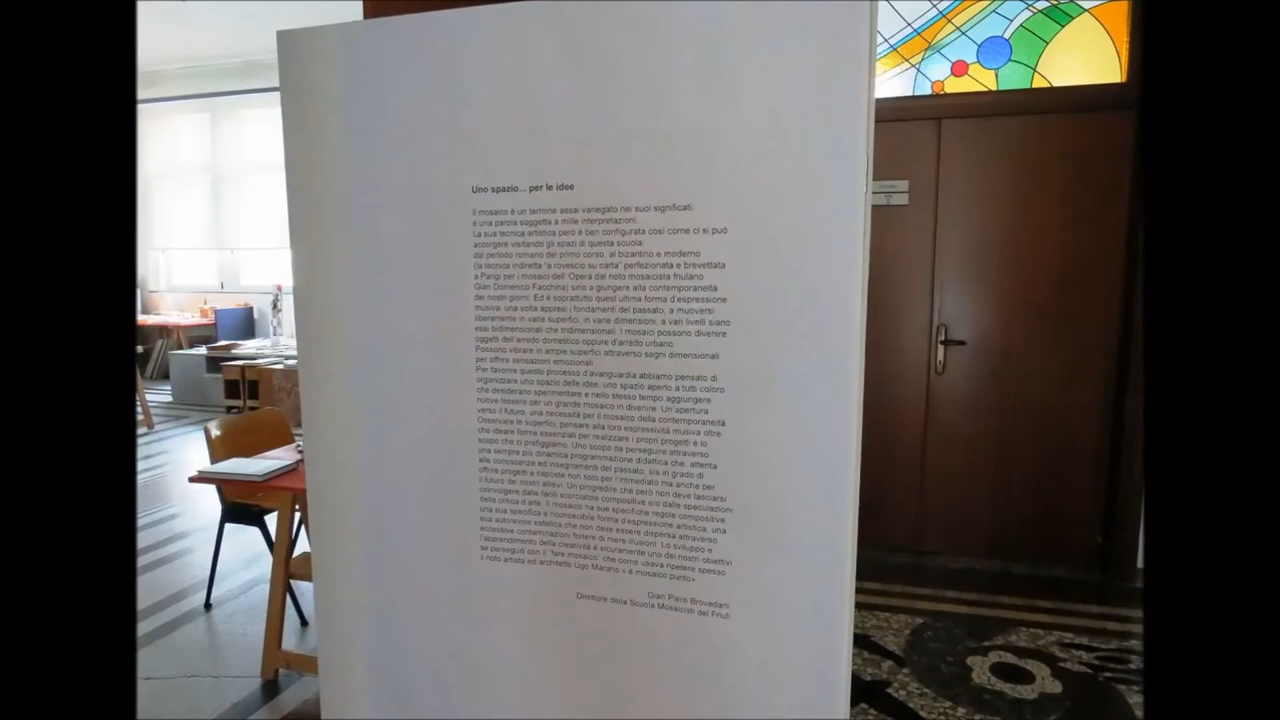 Uno spazio... per le idee
Il mosaico è un termine assai variegato nei suoi significati:
è una parola soggetta a mille interpretazioni.
La sua tecnica artistica però è ben configurata così come ci si può
accorgere visitando gli spazi di questa scuola:
dal periodo romano del primo corso, al bizantino e moderno
(la tecnica indiretta "a rovescio su carta" perfezionata e brevettata
a Parigi per i mosaici dell' Opera dal noto mosaicista friulano
Gian Domenico Facchina) sino a giungere alla contemporaneità
dei nostri giorni. Ed è soprattutto quest'ultima forma d'espressione
musiva, una volta appresi i fondamenti del passato, a muoversi
liberamente in varie superfici, in varie dimensioni, a vari livelli siano
essi bidimensionali che tridimensionali. I mosaici possono divenire
oggetti dell'arredo domestico oppure d'arredo urbano.
Possono vibrare in ampie superfici attraverso segni dimensionali
per offrire sensazioni emozionali.
Per favorire questo processo d'avanguardia abbiamo pensato di
organizzare uno spazio delle idee, uno spazio aperto a tutti coloro
che desiderano sperimentare e nello stesso tempo aggiungere
nuove tessere per un grande mosaico in divenire. Un'apertura
verso il futuro, una necessità per il mosaico della contemporaneità.
Osservare le superfici, pensare alla loro espressività musiva oltre
che ideare forme essenziali per realizzare i propri progetti è lo
scopo che ci prefiggiamo. Uno scopo da perseguire attraverso
una sempre più dinamica programmazione didattica che, attenta
alle conoscenze ed insegnamenti del passato, sia in grado di
offrire progetti e risposte non solo per l'immediato ma anche per
il futuro dei nostri allievi. Un progredire che però non deve lasciarsi
coinvolgere dalle facili scorciatoie compositive e/o dalle speculazioni
della critica d'arte. Il mosaico ha sue specifiche regole compositive,
una sua specifica e riconoscibile forma d'espressione artistica, una
sua autorevole estetica che non deve essere dispersa attraverso
eccessive contaminazioni foriere di mere illusioni. Lo sviluppo e
l'apprendimento della creatività è sicuramente uno dei nostri obiettivi
se perseguiti con il "fare mosaico" che come usava ripetere spesso
il noto artista ed architetto Ugo Marano « è mosaico punto»
Gian Piero Brovedani
Direttore della Scuola Mosaicisti del Friuli